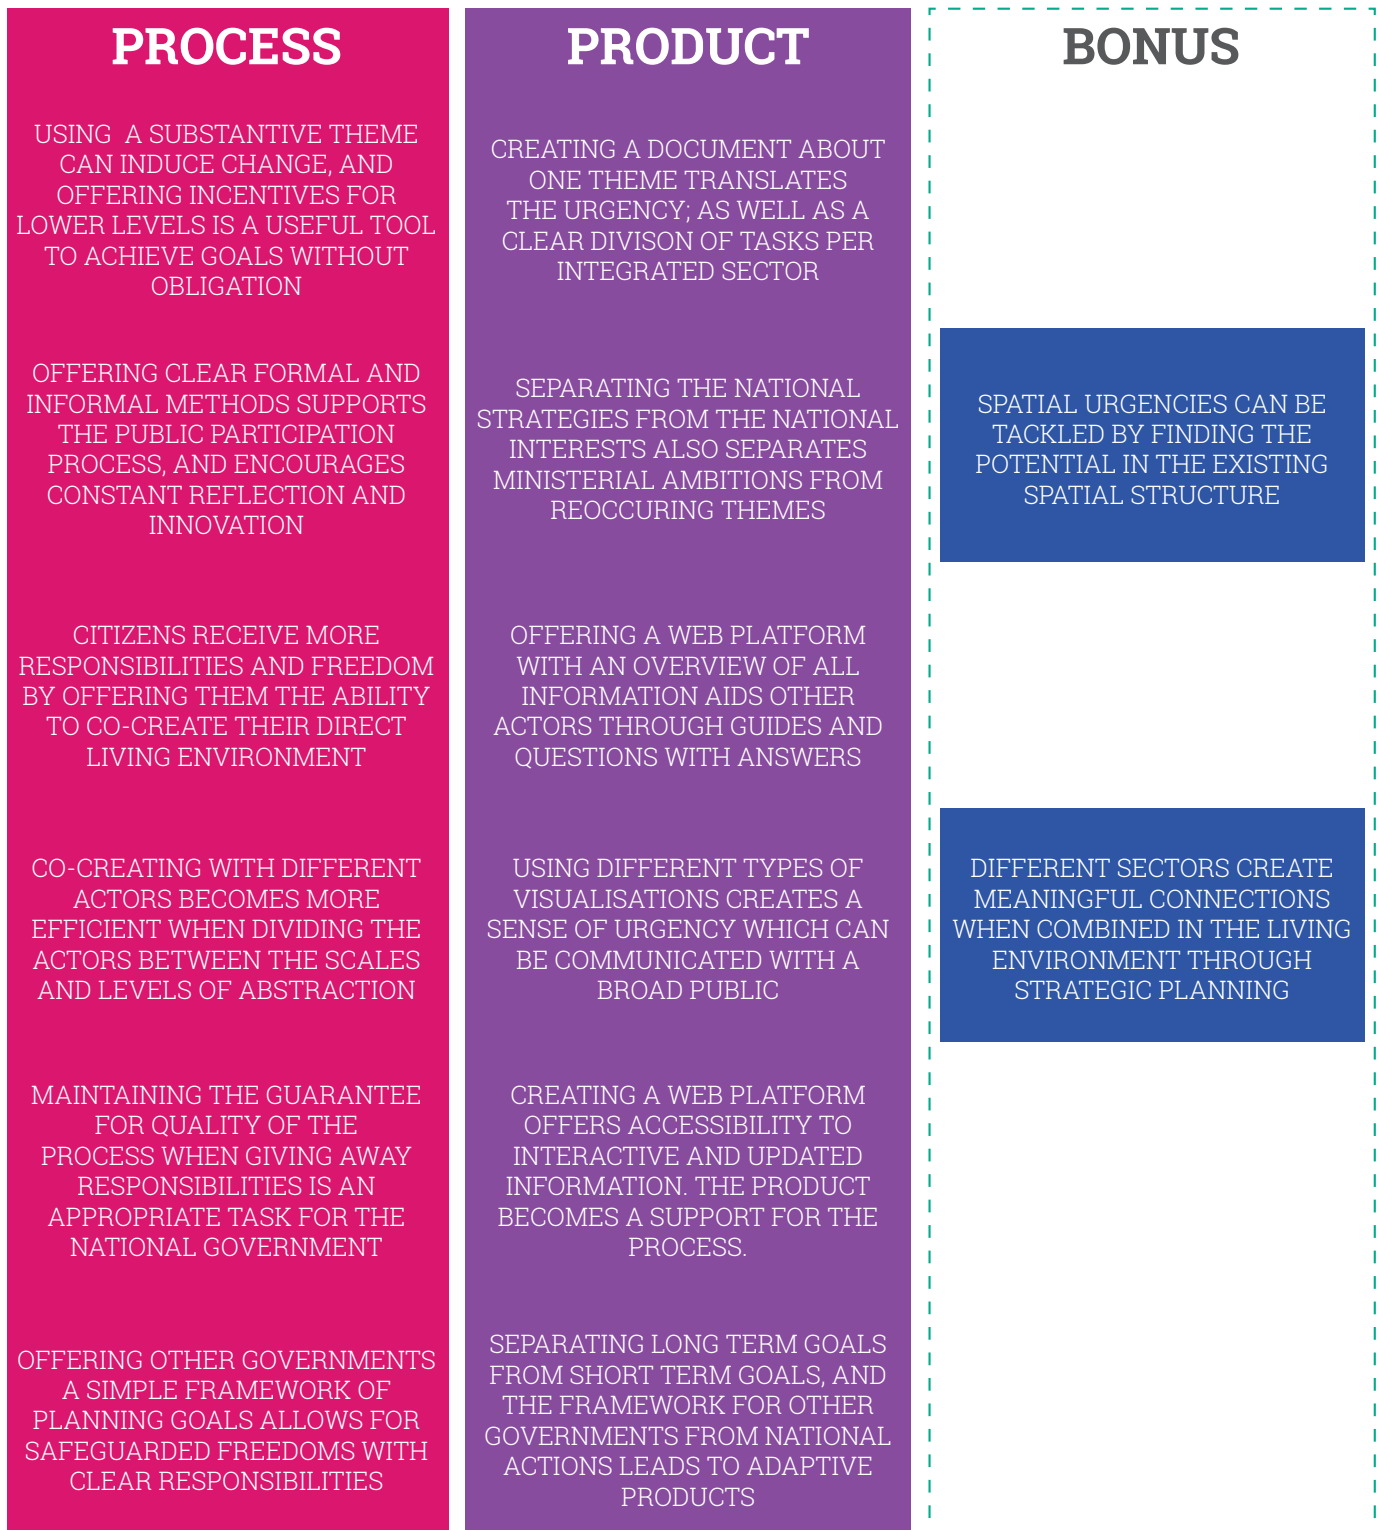 PROCESS
USING  A SUBSTANTIVE THEME
CAN INDUCE CHANGE, AND
OFFERING INCENTIVES FOR
LOWER LEVELS IS A USEFUL TOOL
TO ACHIEVE GOALS WITHOUT
OBLIGATION
OFFERING CLEAR FORMAL AND
INFORMAL METHODS SUPPORTS
THE PUBLIC PARTICIPATION
PROCESS, AND ENCOURAGES
CONSTANT REFLECTION AND
INNOVATION
CITIZENS RECEIVE MORE
RESPONSIBILITIES AND FREEDOM
BY OFFERING THEM THE ABILITY
TO CO-CREATE THEIR DIRECT
LIVING ENVIRONMENT
CO-CREATING WITH DIFFERENT
ACTORS BECOMES MORE
EFFICIENT WHEN DIVIDING THE
ACTORS BETWEEN THE SCALES
AND LEVELS OF ABSTRACTION
MAINTAINING THE GUARANTEE
FOR QUALITY OF THE
PROCESS WHEN GIVING AWAY
RESPONSIBILITIES IS AN
APPROPRIATE TASK FOR THE
NATIONAL GOVERNMENT
OFFERING OTHER GOVERNMENTS
A SIMPLE FRAMEWORK OF
PLANNING GOALS ALLOWS FOR
SAFEGUARDED FREEDOMS WITH
CLEAR RESPONSIBILITIES
PRODUCT
CREATING A DOCUMENT ABOUT
ONE THEME TRANSLATES
THE URGENCY; AS WELL AS A
CLEAR DIVISON OF TASKS PER
INTEGRATED SECTOR
SEPARATING THE NATIONAL
STRATEGIES FROM THE NATIONAL
INTERESTS ALSO SEPARATES
MINISTERIAL AMBITIONS FROM
REOCCURING THEMES
OFFERING A WEB PLATFORM
WITH AN OVERVIEW OF ALL
INFORMATION AIDS OTHER
ACTORS THROUGH GUIDES AND
QUESTIONS WITH ANSWERS
USING DIFFERENT TYPES OF
VISUALISATIONS CREATES A
SENSE OF URGENCY WHICH CAN
BE COMMUNICATED WITH A
BROAD PUBLIC
CREATING A WEB PLATFORM
OFFERS ACCESSIBILITY TO
INTERACTIVE AND UPDATED
INFORMATION. THE PRODUCT
BECOMES A SUPPORT FOR THE
PROCESS.
SEPARATING LONG TERM GOALS
FROM SHORT TERM GOALS, AND
THE FRAMEWORK FOR OTHER
GOVERNMENTS FROM NATIONAL
ACTIONS LEADS TO ADAPTIVE
PRODUCTS
BONUS
SPATIAL URGENCIES CAN BE
TACKLED BY FINDING THE
POTENTIAL IN THE EXISTING
SPATIAL STRUCTURE
DIFFERENT SECTORS CREATE
MEANINGFUL CONNECTIONS
WHEN COMBINED IN THE LIVING
ENVIRONMENT THROUGH
STRATEGIC PLANNING